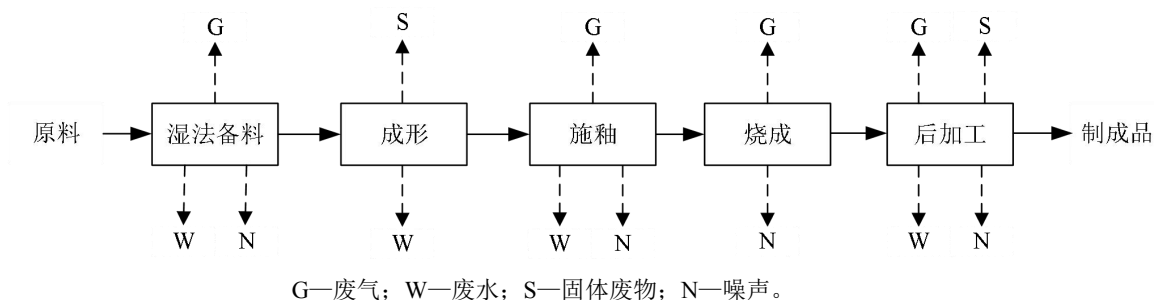 G S G G G S
原料 湿法备料 成形 施釉 烧成 后加工 制成品
W N W W N N W N
G—废气；W—废水；S—固体废物；N—噪声。